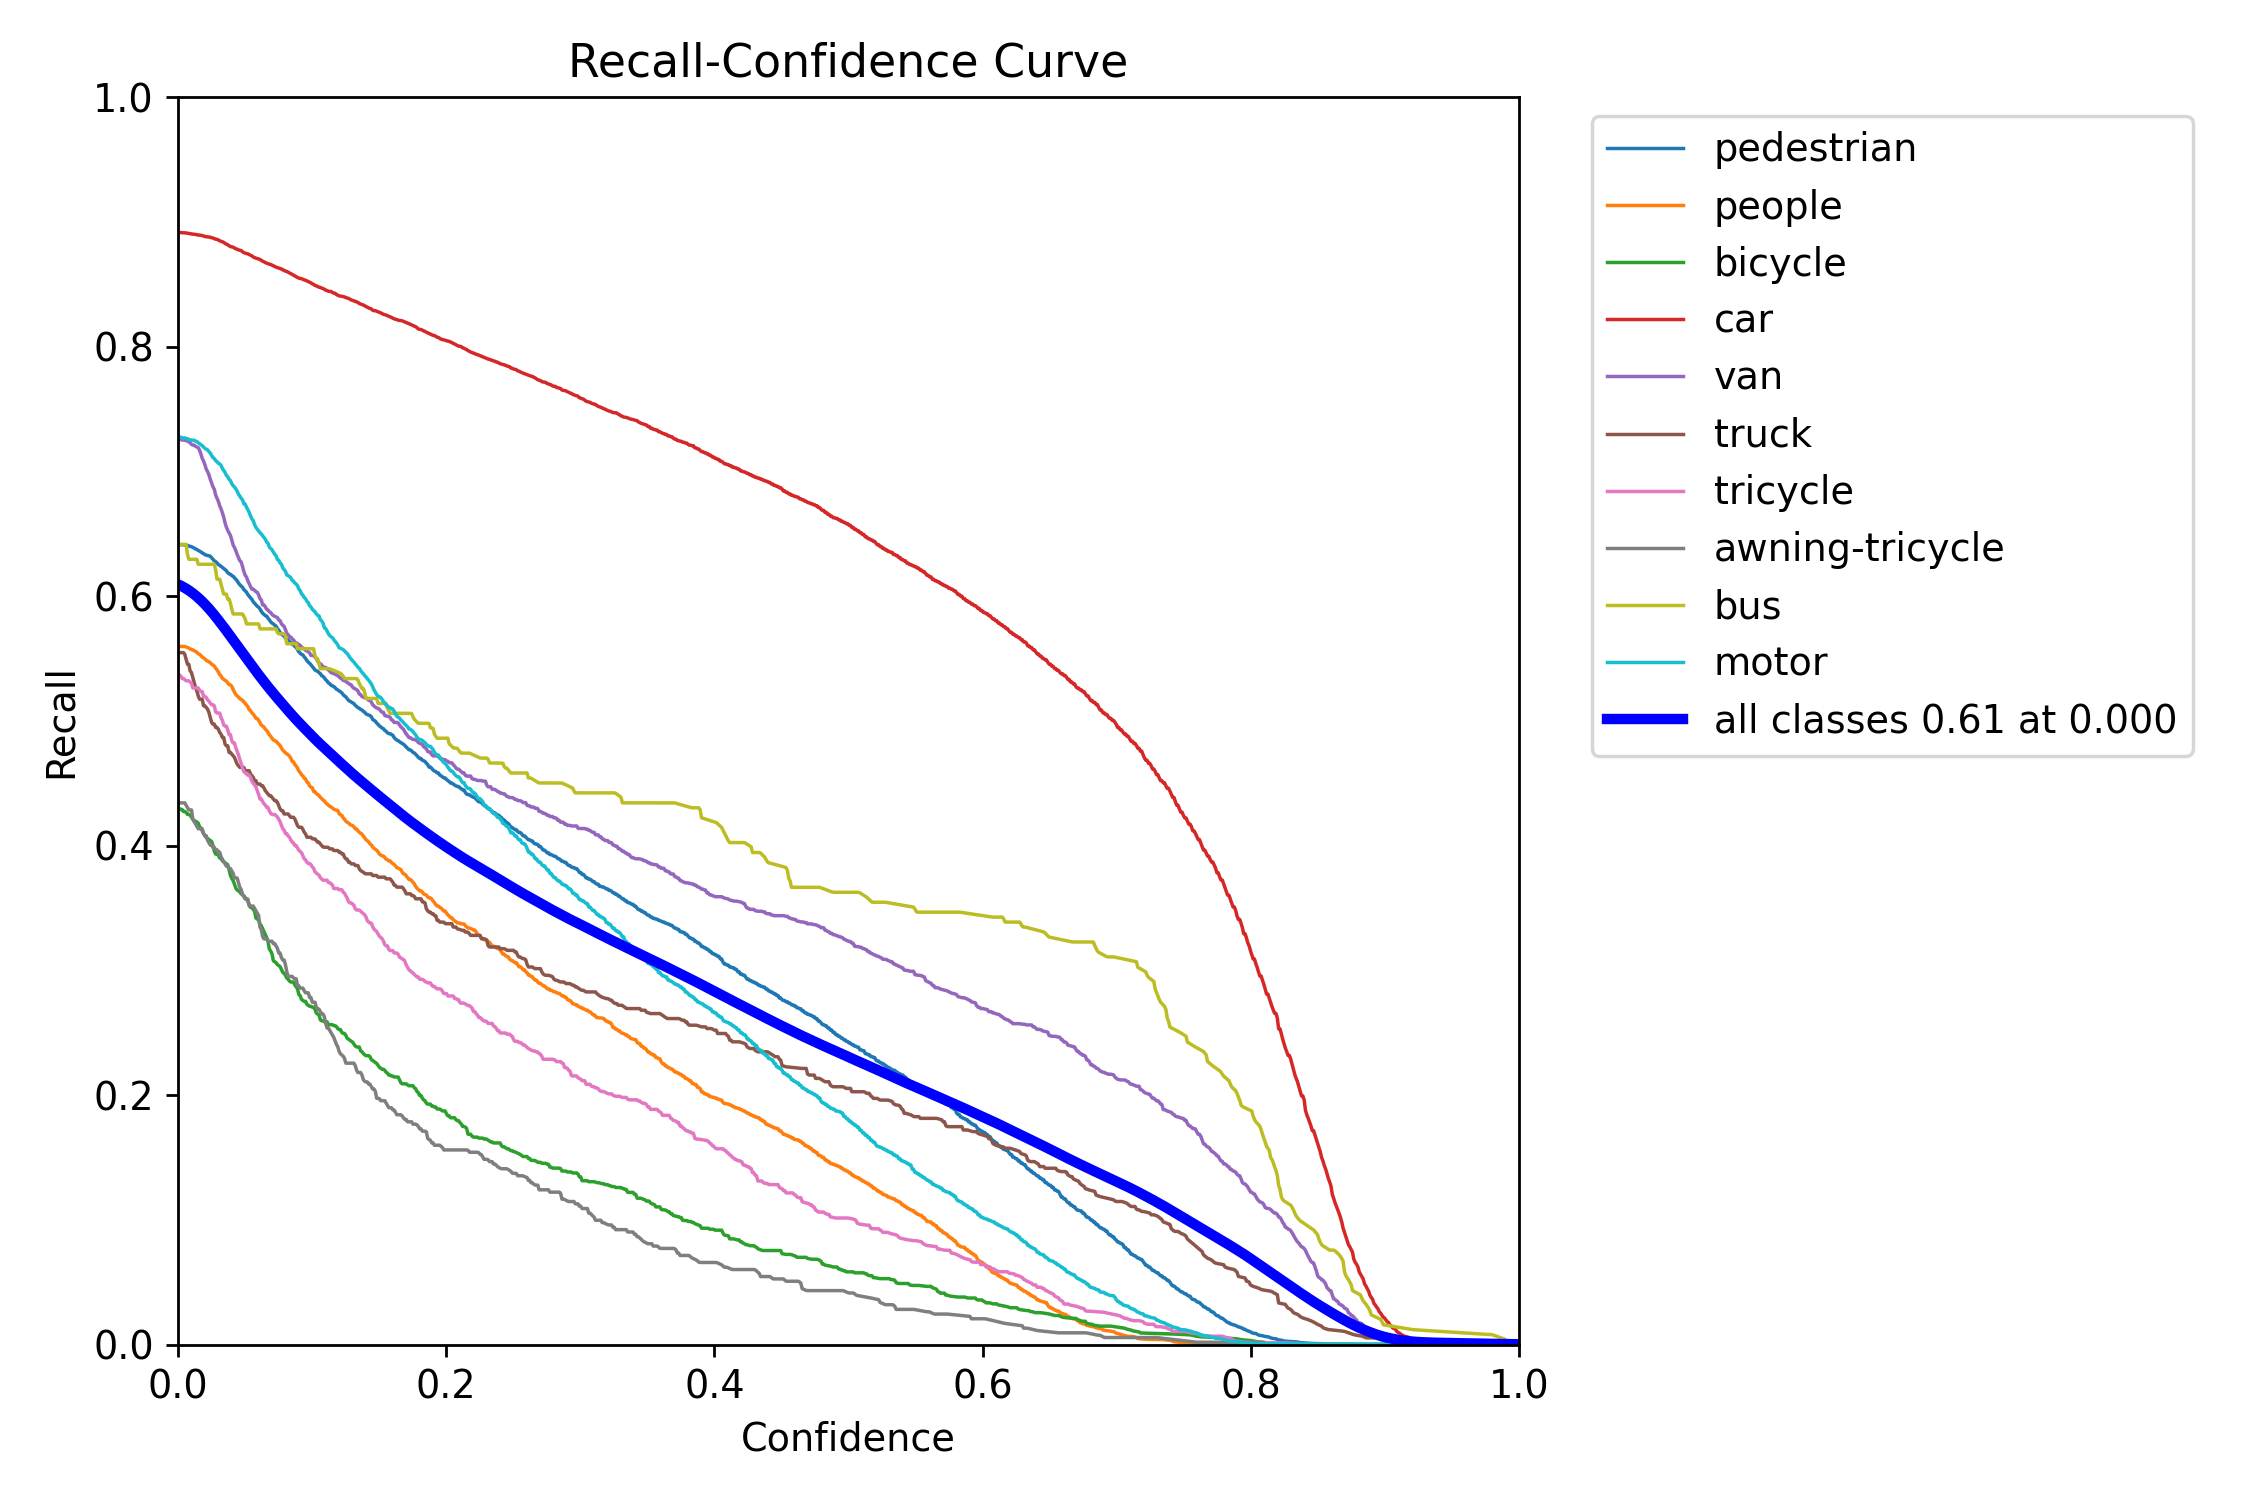 Recall-Confidence Curve
1.0
0.8
0.6
0.4
0.2
0.0
Recall
0.0 0.2 0.4 0.6 0.8 1.0
Confidence
pedestrian
people
bicycle
car
van
truck
tricycle
awning-tricycle
bus
motor
all classes 0.61 at 0.000